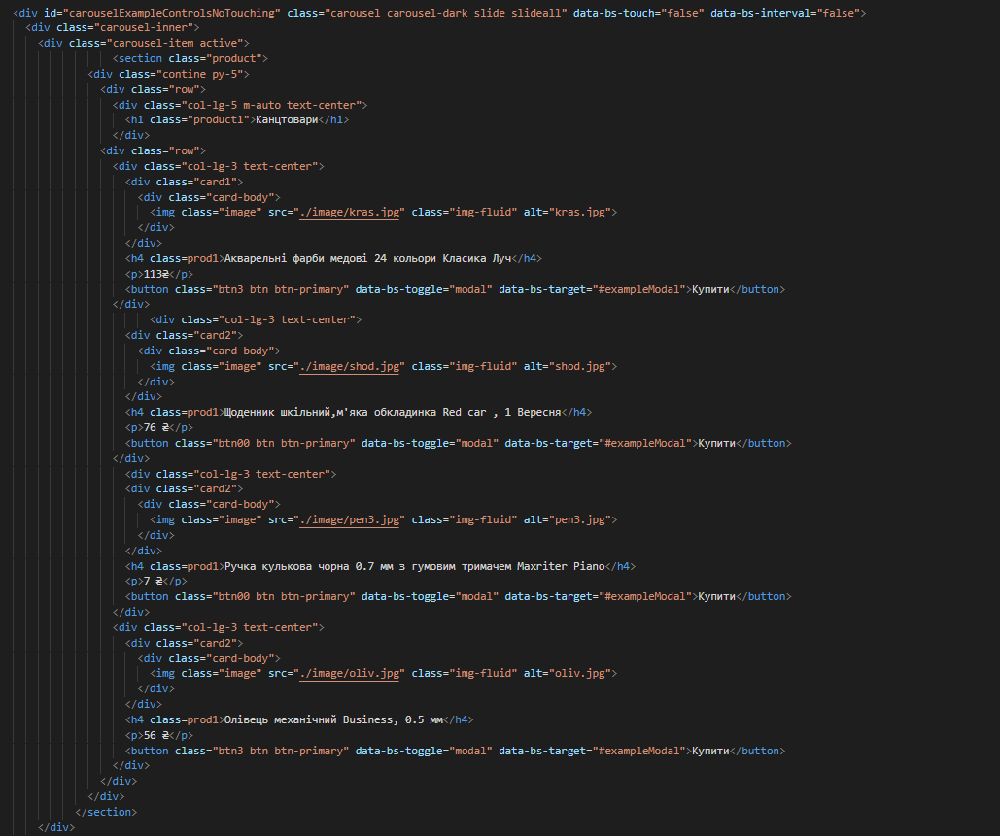 <div id="carouselExampleControlsNoTouching" class="carousel carousel-dark slide slideall" data-bs-touch="false" data-bs-interval="false">
<div class="carousel-inner">
<div class="carousel-item active">
<section class="product">
<div class="contine py-5">
<div class="row">
<div class="col-lg-5 m-auto text-center">
<h1 class="product1">Канцтовари</h1>
</div>
<div class="row">
<div class="col-lg-3 text-center">
<div class="card1">
<div class="card-body">
<img class="image" src="./image/kras.jpg" class="img-fluid" alt="kras.jpg">
</div>
</div>
<h4 class=prod1>Акварельні фарби медові 24 кольори Класика Луч</h4>
<p>113₴</p>
<button class="btn3 btn btn-primary" data-bs-toggle="modal" data-bs-target="#exampleModal">Купити</button>
</div>
<div class="col-lg-3 text-center">
<div class="card2">
<div class="card-body">
<img class="image" src="./image/shod.jpg" class="img-fluid" alt="shod.jpg">
</div>
</div>
<h4 class=prod1>Щоденник шкільний,м'яка обкладинка Red car , 1 Вересня</h4>
<p>76 ₴</p>
<button class="btn00 btn btn-primary" data-bs-toggle="modal" data-bs-target="#exampleModal">Купити</button>
</div>
<div class="col-lg-3 text-center">
<div class="card2">
<div class="card-body">
<img class="image" src="./image/pen3.jpg" class="img-fluid" alt="pen3.jpg">
</div>
</div>
<h4 class=prod1>Ручка кулькова чорна 0.7 мм з гумовим тримачем Maxriter Piano</h4>
<p>7 ₴</p>
<button class="btn00 btn btn-primary" data-bs-toggle="modal" data-bs-target="#exampleModal">Купити</button>
</div>
<div class="col-lg-3 text-center">
<div class="card2">
<div class="card-body">
<img class="image" src="./image/oliv.jpg" class="img-fluid" alt="oliv.jpg">
</div>
</div>
<h4 class=prod1>Олівець механічний Business, 0.5 мм</h4>
<p>56 ₴</p>
<button class="btn3 btn btn-primary" data-bs-toggle="modal" data-bs-target="#exampleModal">Купити</button>
</div>
</div>
</div>
</section>
</div>